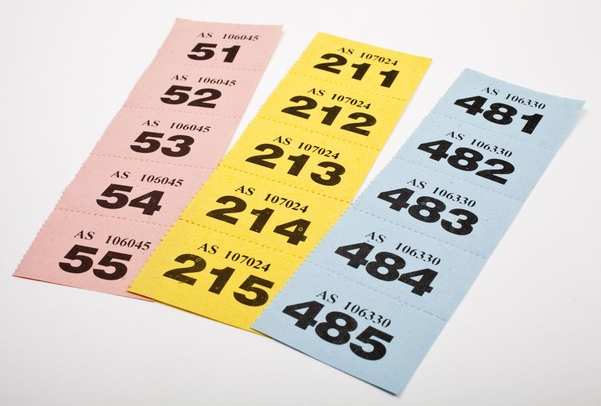 AS 106045
51
AS 106045
52
AS 106045
53
AS 106045
54
AS 106045
55
AS 107024
211
AS 107024
212
AS 107024
213
AS 107024
214
AS 107024
215
AS 106330
481
AS 106330
482
AS 106330
483
AS 106330
484
AS 106330
485